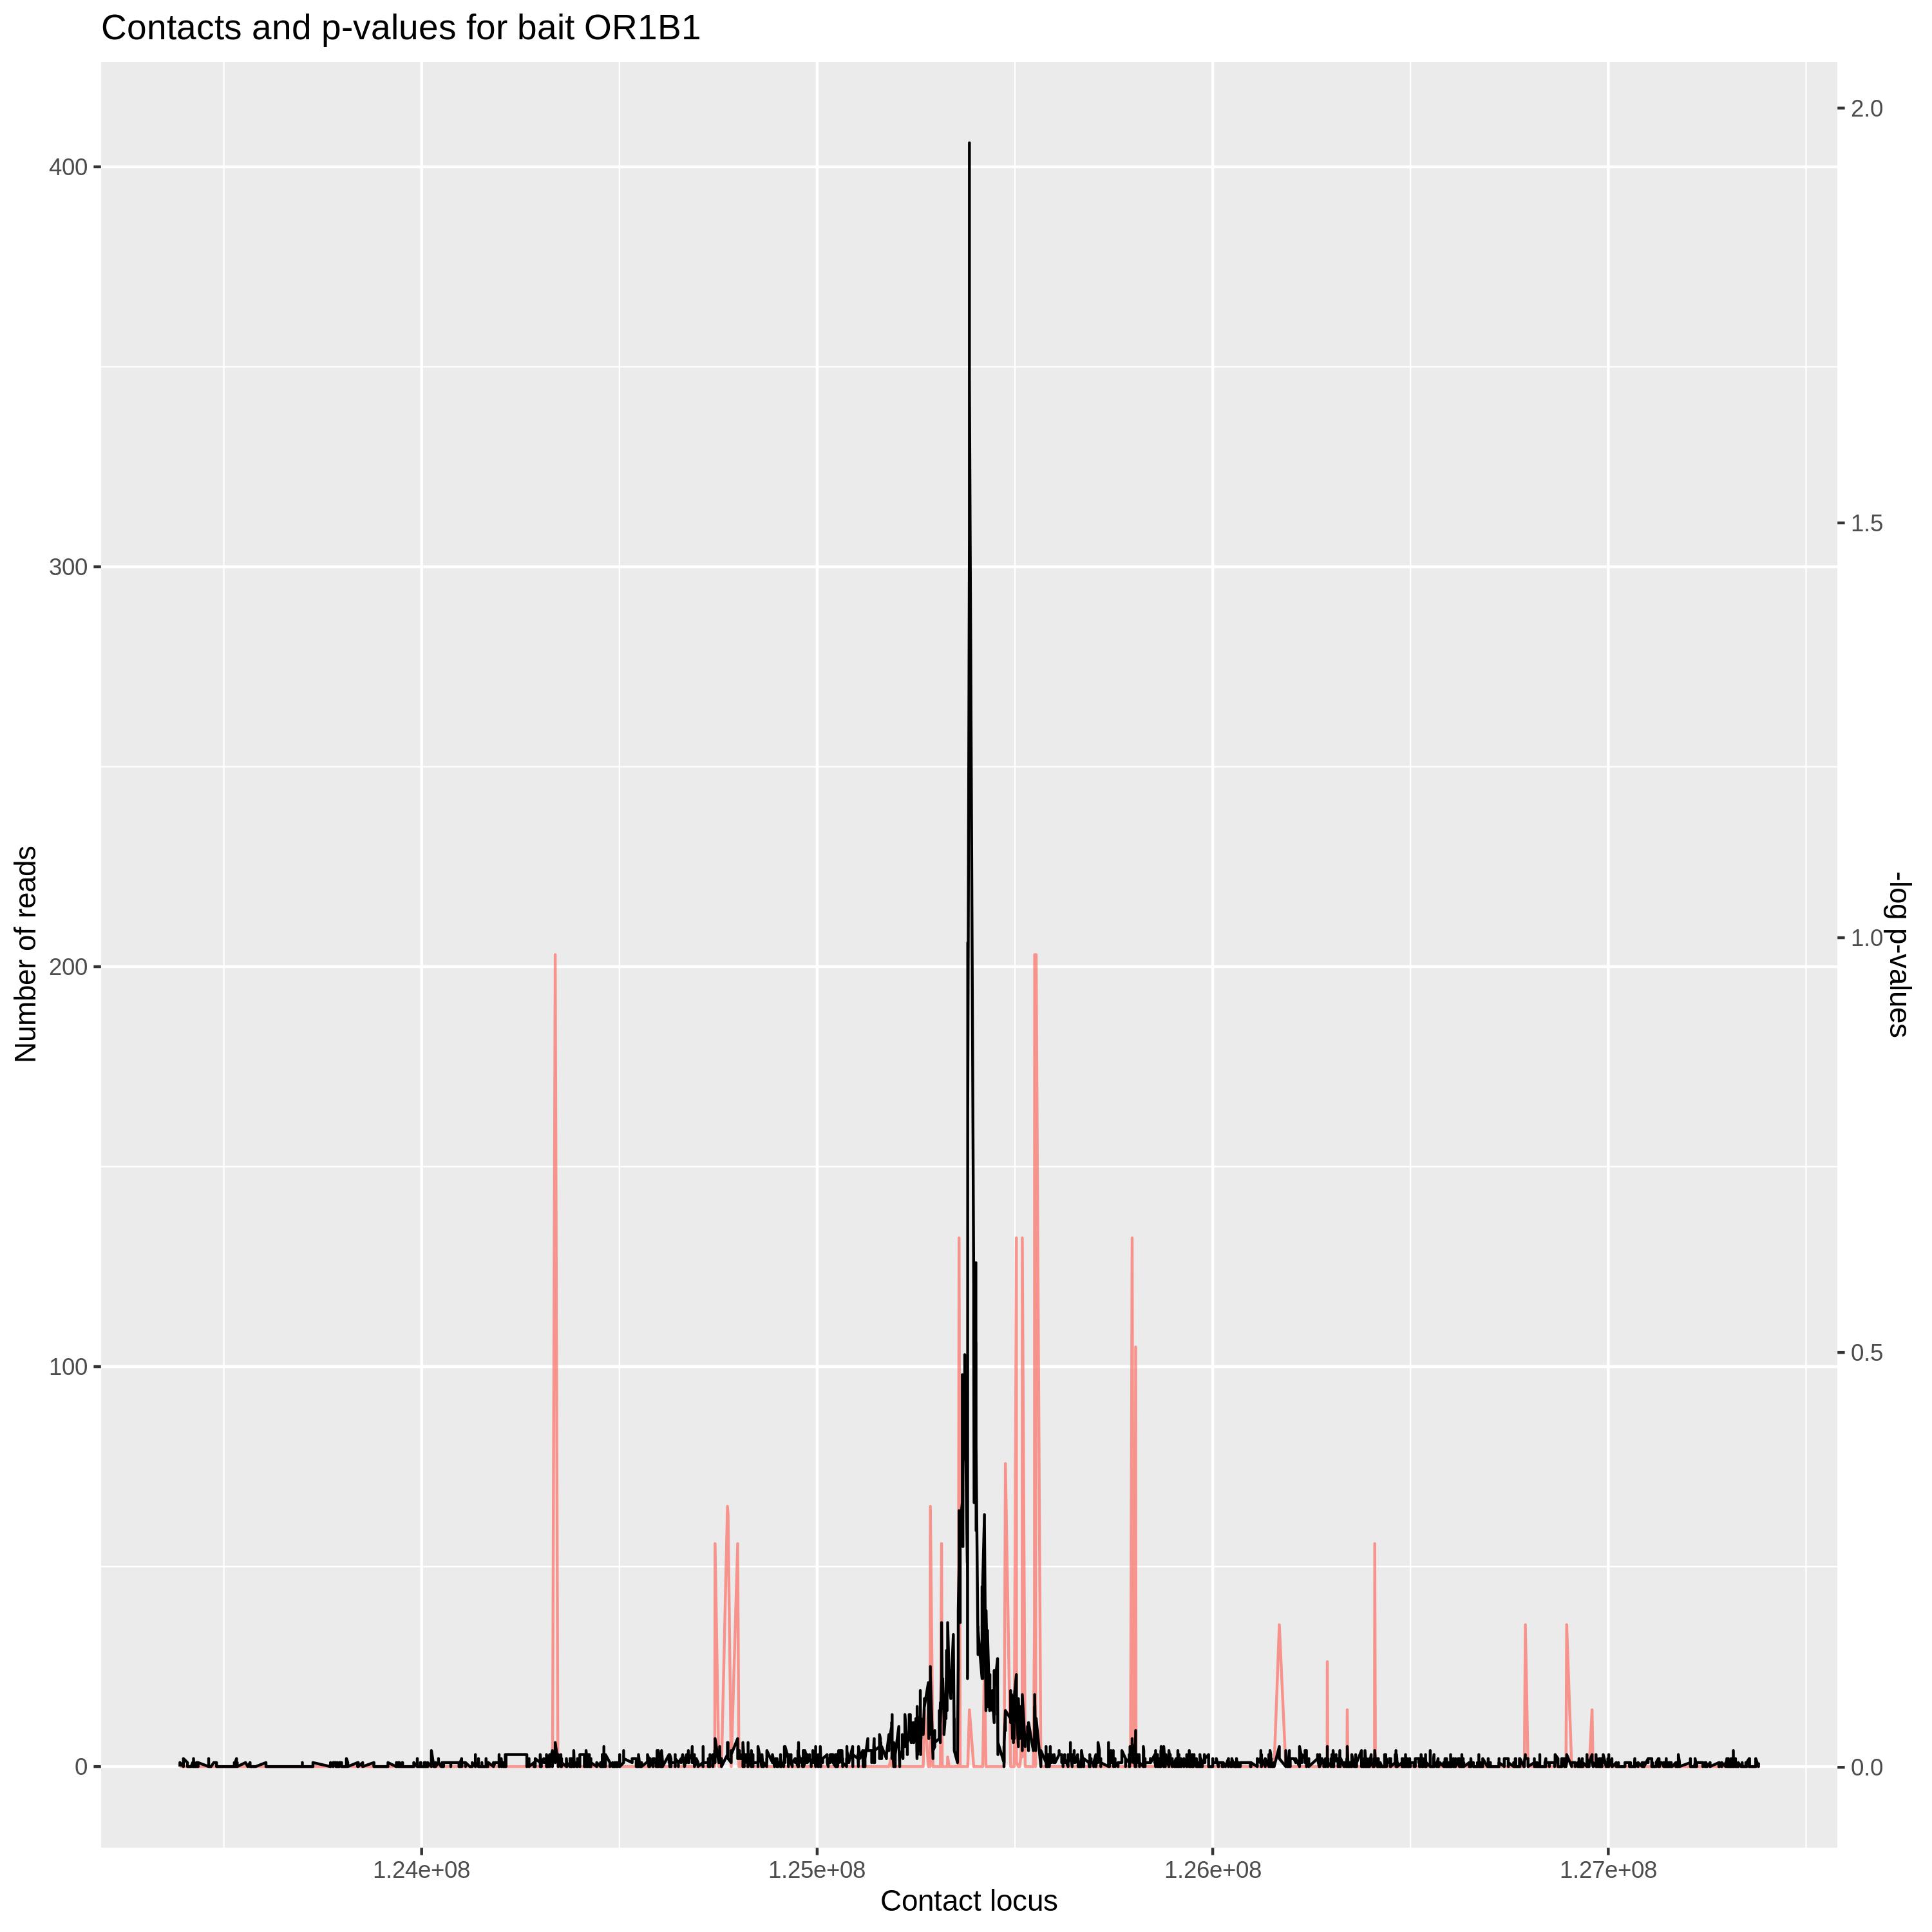 Contacts and p-values for bait OR1B1
400
300
200
100
0
Number of reads
2.0
1.5
1.0
0.5
0.0
-log p-values
1.24e+08
1.25e+08
1.26e+08
1.27e+08
Contact locus